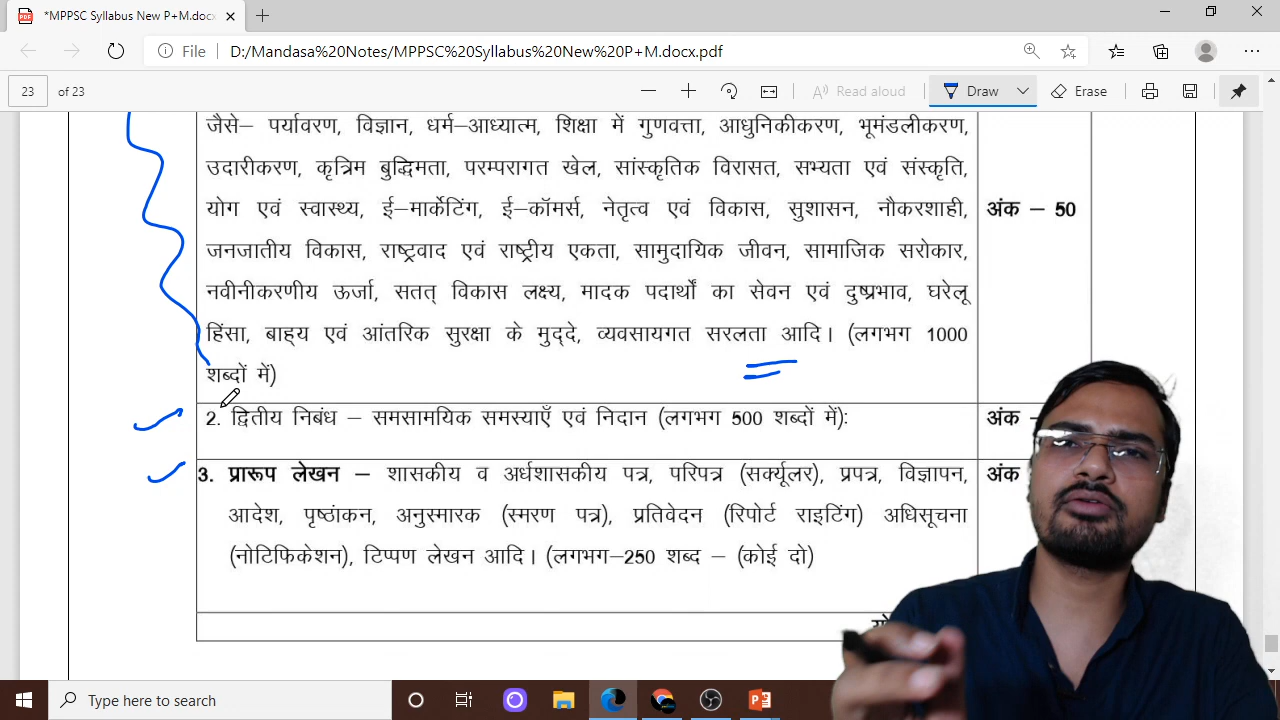 *MPPSC Syllabus New P+M.docx
File D:/Mandasa%20Notes/MPPSC%20Syllabus%20New%20P+M.docx.pdf
23 of 23 Read aloud Draw Erase
जैसे– पर्यावरण, विज्ञान, धर्म–आध्यात्म, शिक्षा में गुणवत्ता, आधुनिकीकरण, भूमंडलीकरण,
उदारीकरण, कृत्रिम बुद्धिमता, परम्परागत खेल, सांस्कृतिक विरासत, सभ्यता एवं संस्कृति,
योग एवं स्वास्थ्य, ई–मार्केटिंग, ई–कॉमर्स, नेतृत्व एवं विकास, सुशासन, नौकरशाही, अंक – 50
जनजातीय विकास, राष्ट्रवाद एवं राष्ट्रीय एकता, सामुदायिक जीवन, सामाजिक सरोकार,
नवीनीकरणीय ऊर्जा, सतत् विकास लक्ष्य, मादक पदार्थों का सेवन एवं दुष्प्रभाव, घरेलू
हिंसा, बाह्य एवं आंतरिक सुरक्षा के मुद्दे, व्यवसायगत सरलता आदि। (लगभग 1000
शब्दों में)
2. द्वितीय निबंध – समसामयिक समस्याएँ एवं निदान (लगभग 500 शब्दों में): अंक –
3. प्रारूप लेखन – शासकीय व अर्धशासकीय पत्र, परिपत्र (सर्क्यूलर), प्रपत्र, विज्ञापन, अंक
आदेश, पृष्ठांकन, अनुस्मारक (स्मरण पत्र), प्रतिवेदन (रिपोर्ट राइटिंग) अधिसूचना
(नोटिफिकेशन), टिप्पण लेखन आदि। (लगभग–250 शब्द – (कोई दो)
Type here to search